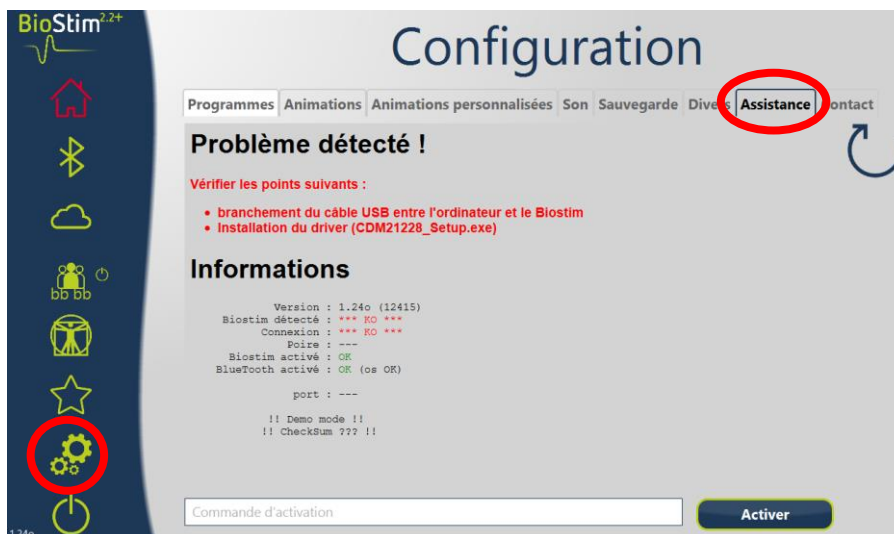 BioStim2.2+
Configuration
Programmes Animations Animations personnalisées Son Sauvegarde Divers Assistance Contact
Problème détecté !
Vérifier les points suivants :
• branchement du câble USB entre l'ordinateur et le Biostim
• Installation du driver (CDM21228_Setup.exe)
Informations
Version : 1.24o (12415)
Biostim détecté : *** KO ***
Connexion : *** KO ***
Poire : ---
Biostim activé : OK
BlueTooth activé : OK (os OK)
port : ---
!! Demo mode !!
!! CheckSum ??? !!
bb bb
Commande d'activation
Activer
1.24o